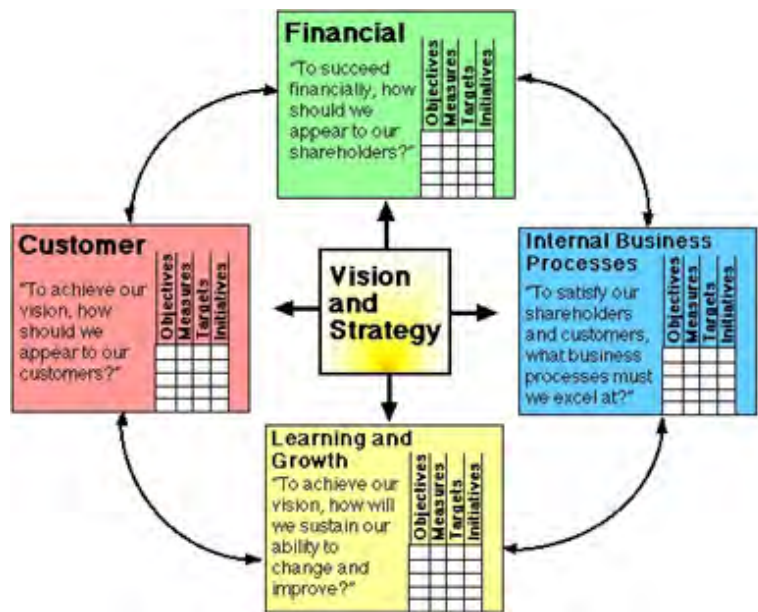 Financial
"To succeed
financially, how
should we
appear to our
shareholders?"
Objectives
Measures
Targets
Initiatives
Customer
"To achieve our
vision, how
should we
appear to our
customers?"
Objectives
Measures
Targets
Initiatives
Vision
and
Strategy
Internal Business
Processes
"To satisfy our
shareholders
and customers,
what business
processes must
we excel at?"
Objectives
Measures
Targets
Initiatives
Learning and
Growth
"To achieve our
vision, how will
we sustain our
ability to
change and
improve?"
Objectives
Measures
Targets
Initiatives